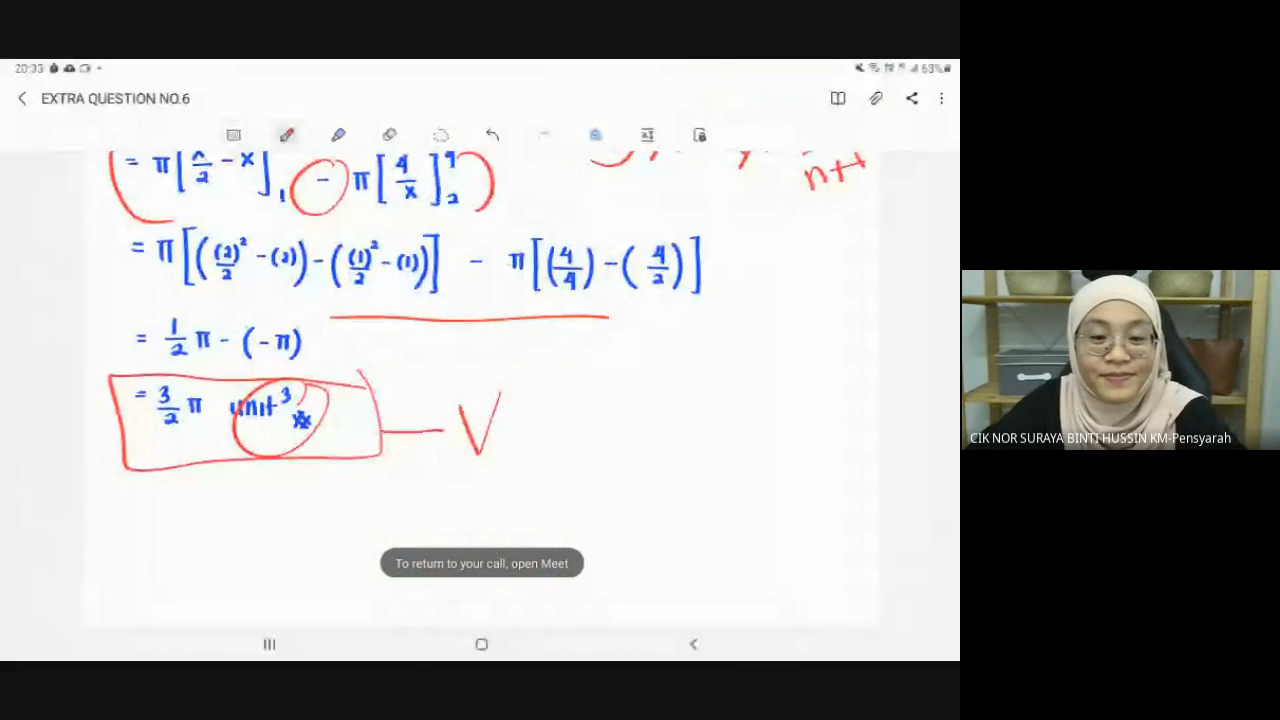 20:33
63%
EXTRA QUESTION NO.6
= π [ x²/2 - x ]₁ - π [ 4/x ]₂⁴
n+1
= π [ ( (2)²/2 - (2) ) - ( (1)²/2 - (1) ) ] - π [ (4/4) - ( 4/2 ) ]
= 1/2 π - (-π)
= 3/2 π unit³ — V
To return to your call, open Meet
CIK NOR SURAYA BINTI HUSSIN KM-Pensyarah